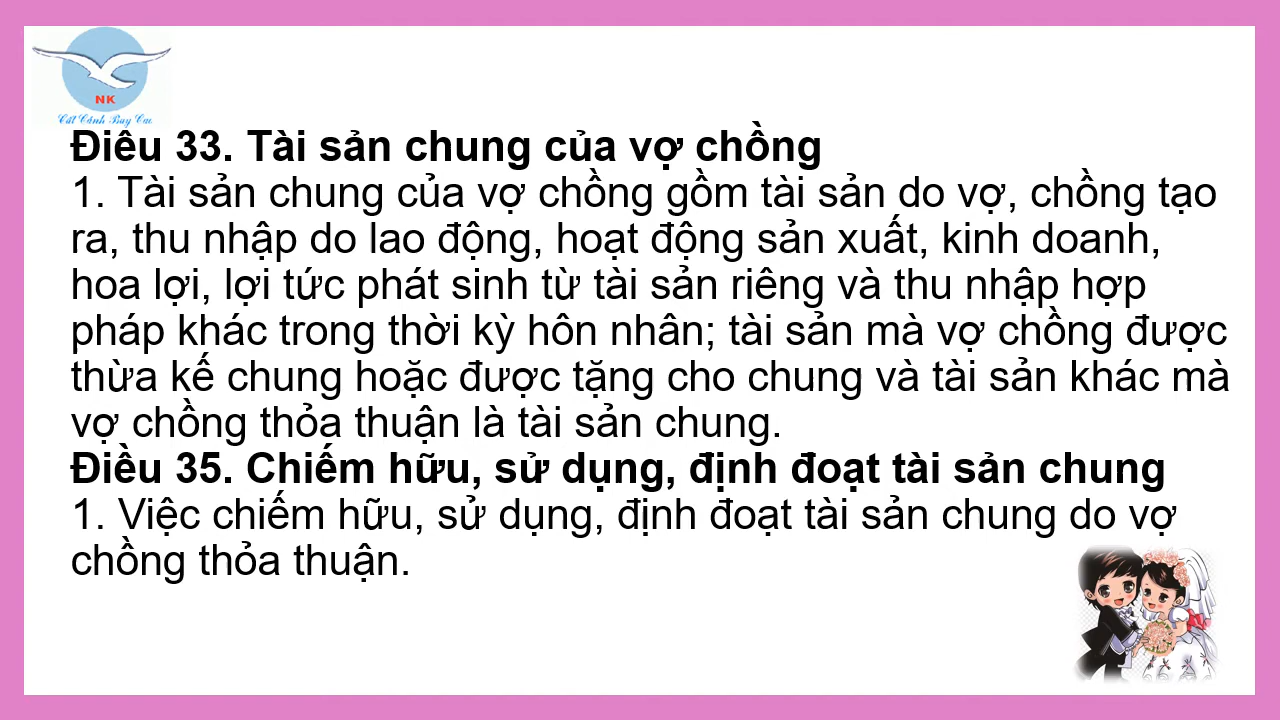 NK
Cất Cánh Bay Cao
Điều 33. Tài sản chung của vợ chồng
1. Tài sản chung của vợ chồng gồm tài sản do vợ, chồng tạo
ra, thu nhập do lao động, hoạt động sản xuất, kinh doanh,
hoa lợi, lợi tức phát sinh từ tài sản riêng và thu nhập hợp
pháp khác trong thời kỳ hôn nhân; tài sản mà vợ chồng được
thừa kế chung hoặc được tặng cho chung và tài sản khác mà
vợ chồng thỏa thuận là tài sản chung.
Điều 35. Chiếm hữu, sử dụng, định đoạt tài sản chung
1. Việc chiếm hữu, sử dụng, định đoạt tài sản chung do vợ
chồng thỏa thuận.